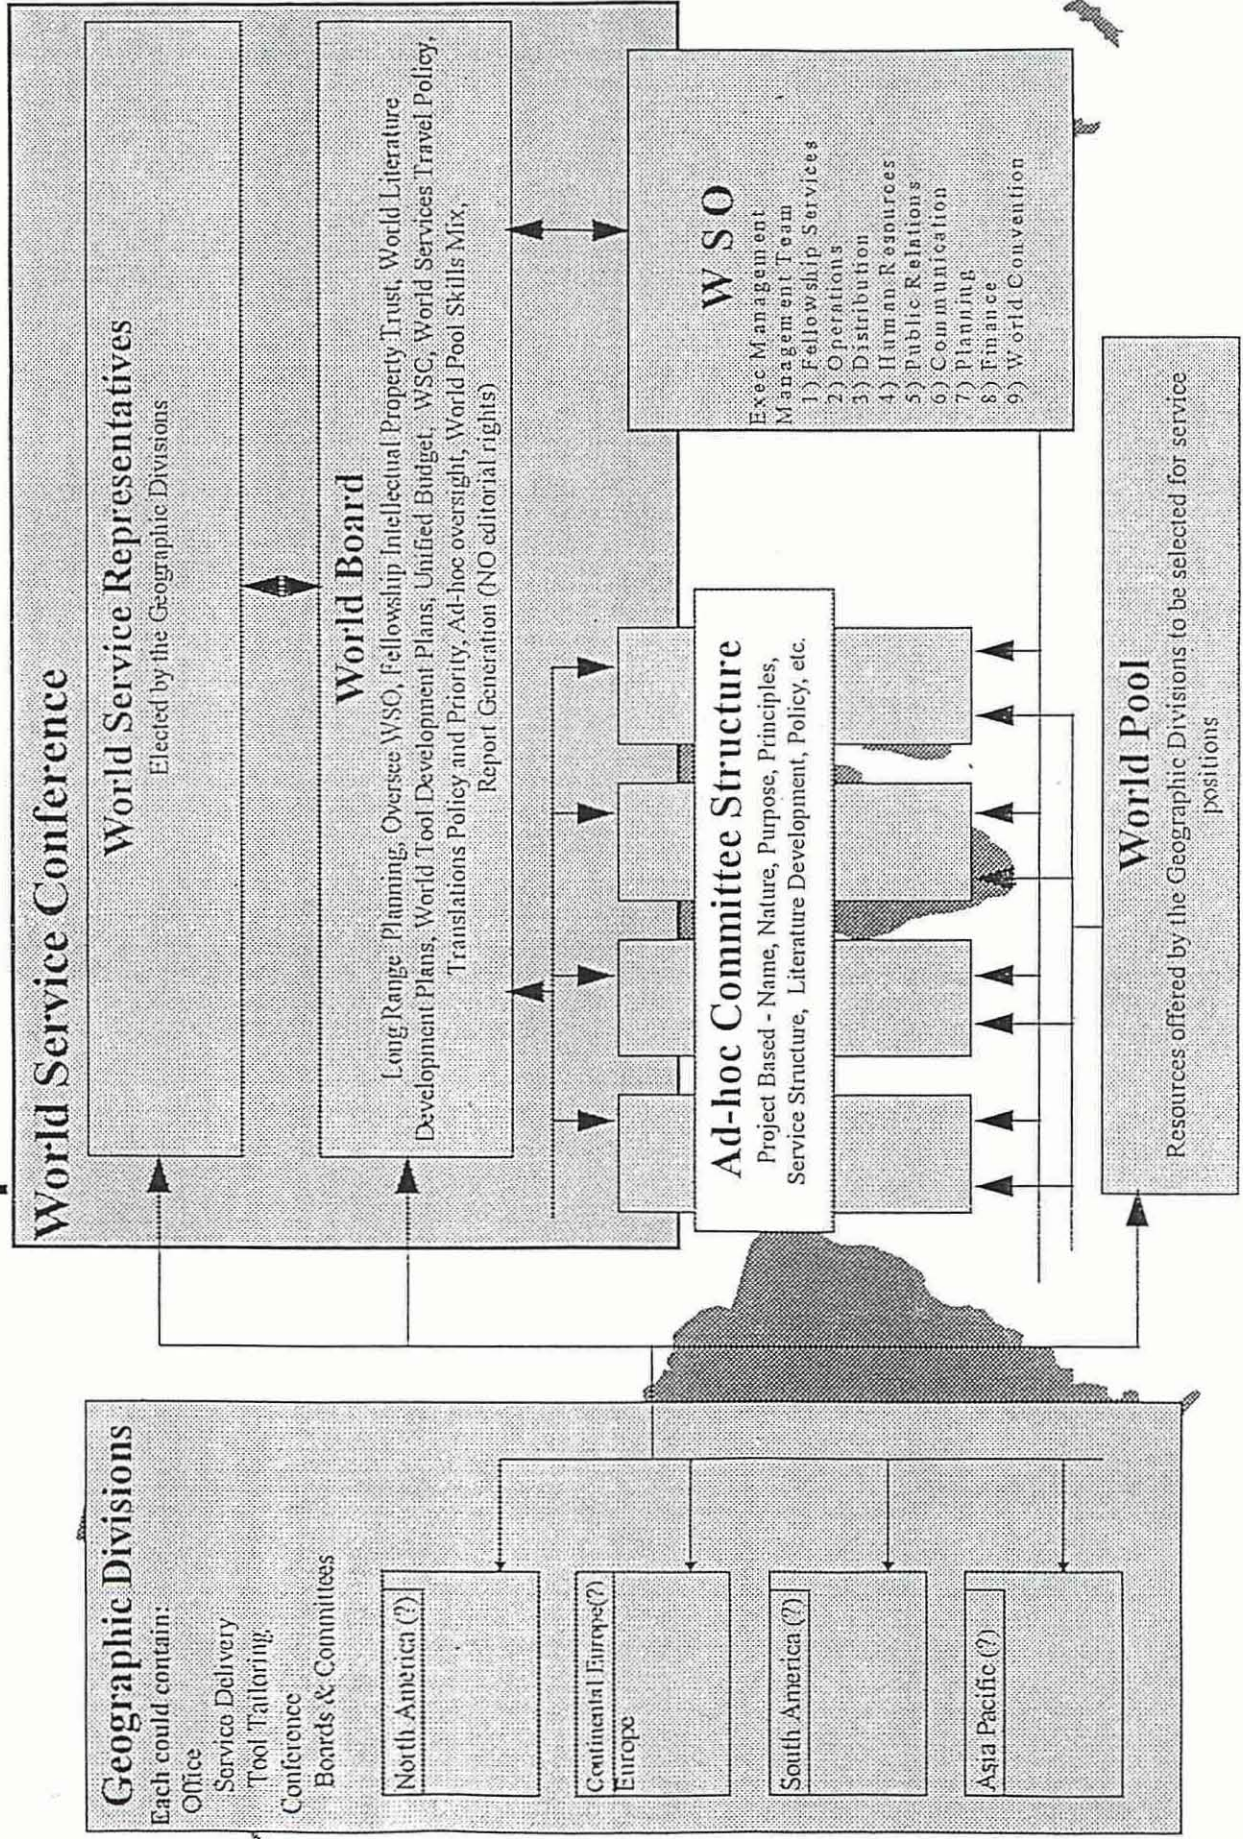 World Service Conference
World Service Representatives
Elected by the Geographic Divisions
World Board
Long Range Planning, Oversee WSO, Fellowship Intellectual Property Trust, World Literature
Development Plans, World Tool Development Plans, Unified Budget, WSC, World Services Travel Policy,
Translations Policy and Priority, Ad-hoc oversight, World Pool Skills Mix,
Report Generation (NO editorial rights)
Geographic Divisions
Each could contain:
Office
Service Delivery
Tool Tailoring
Conference
Boards & Committees
North America (?)
Continental Europe(?)
Europe
South America (?)
Asia Pacific (?)
Ad-hoc Committee Structure
Project Based - Name, Nature, Purpose, Principles,
Service Structure, Literature Development, Policy, etc.
W S O
Exec Management
Management Team
1) Fellowship Services
2) Operations
3) Distribution
4) Human Resources
5) Public Relations
6) Communication
7) Planning
8) Finance
9) World Convention
World Pool
Resources offered by the Geographic Divisions to be selected for service
positions